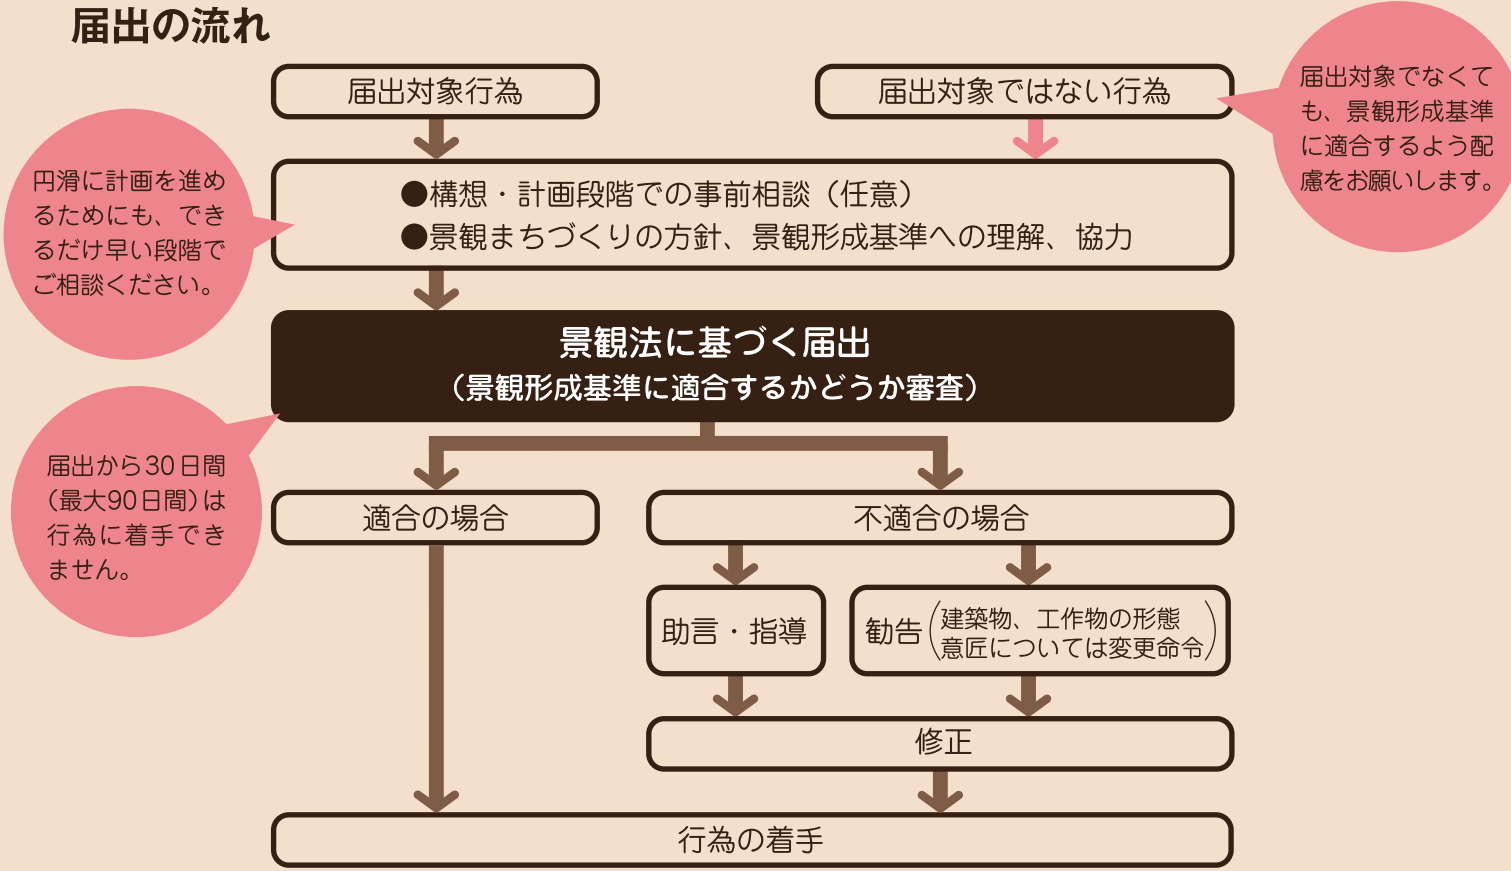 届出の流れ
届出対象行為
届出対象ではない行為
届出対象でなくて
も、景観形成基準
に適合するよう配
慮をお願いします。
円滑に計画を進め
るためにも、でき
るだけ早い段階で
ご相談ください。
●構想・計画段階での事前相談（任意）
●景観まちづくりの方針、景観形成基準への理解、協力
景観法に基づく届出
（景観形成基準に適合するかどうか審査）
届出から30日間
（最大90日間）は
行為に着手でき
ません。
適合の場合
不適合の場合
助言・指導
勧告（建築物、工作物の形態
意匠については変更命令）
修正
行為の着手